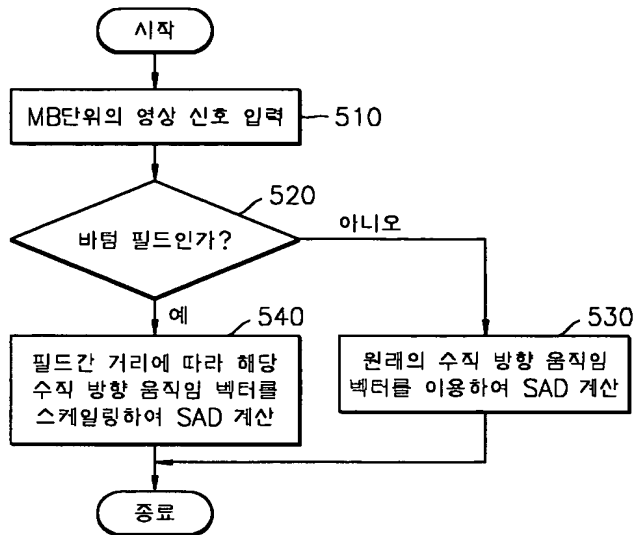 시작
MB단위의 영상 신호 입력
510
520
바텀 필드인가?
아니오
예
540
필드간 거리에 따라 해당
수직 방향 움직임 벡터를
스케일링하여 SAD 계산
530
원래의 수직 방향 움직임
벡터를 이용하여 SAD 계산
종료